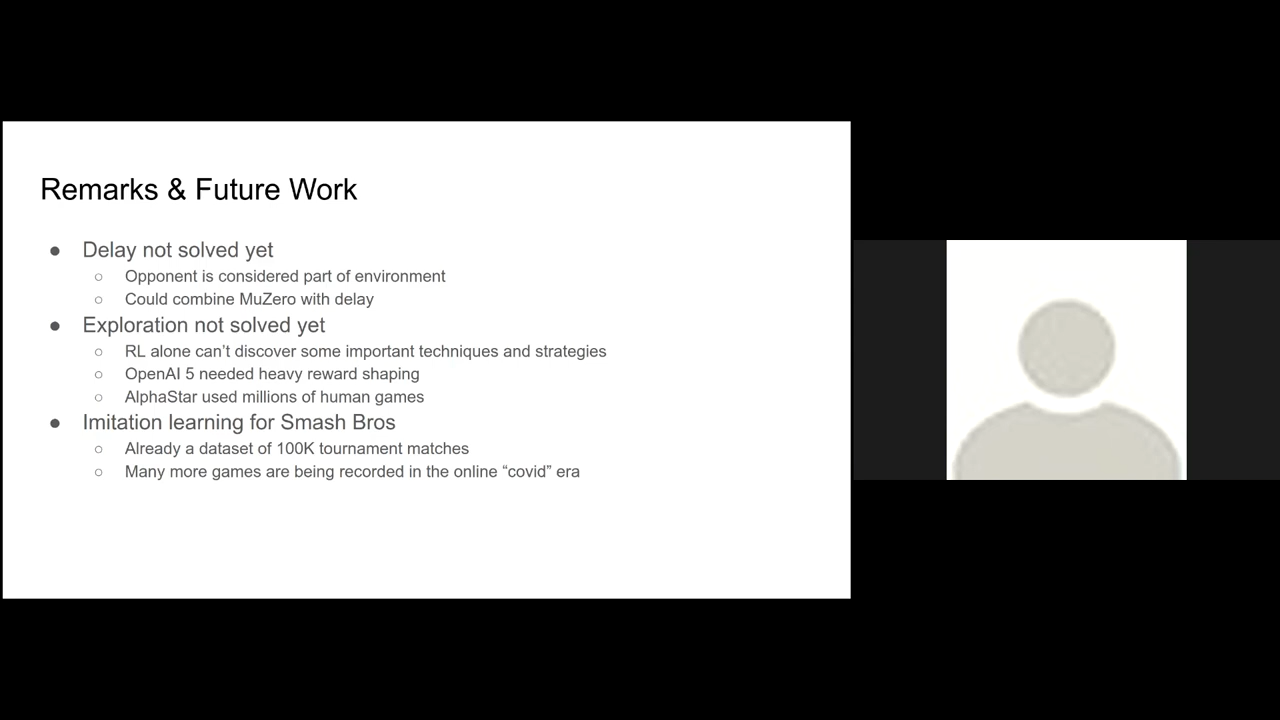 Remarks & Future Work
● Delay not solved yet
○ Opponent is considered part of environment
○ Could combine MuZero with delay
● Exploration not solved yet
○ RL alone can’t discover some important techniques and strategies
○ OpenAI 5 needed heavy reward shaping
○ AlphaStar used millions of human games
● Imitation learning for Smash Bros
○ Already a dataset of 100K tournament matches
○ Many more games are being recorded in the online “covid” era